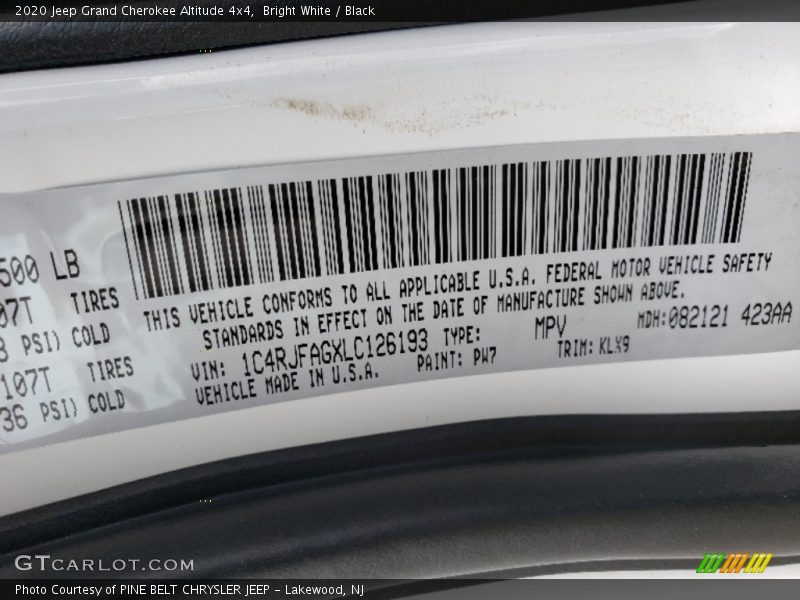 2020 Jeep Grand Cherokee Altitude 4x4, Bright White / Black
500 LB
07T TIRES
PSI) COLD
107T TIRES
36 PSI) COLD
THIS VEHICLE CONFORMS TO ALL APPLICABLE U.S.A. FEDERAL MOTOR VEHICLE SAFETY
STANDARDS IN EFFECT ON THE DATE OF MANUFACTURE SHOWN ABOVE.
VIN: 1C4RJFAGXLC126193 TYPE: MPV MDH:082121 423AA
VEHICLE MADE IN U.S.A. PAINT: PW7 TRIM: KLX9
GTCARLOT.COM
Photo Courtesy of PINE BELT CHRYSLER JEEP - Lakewood, NJ